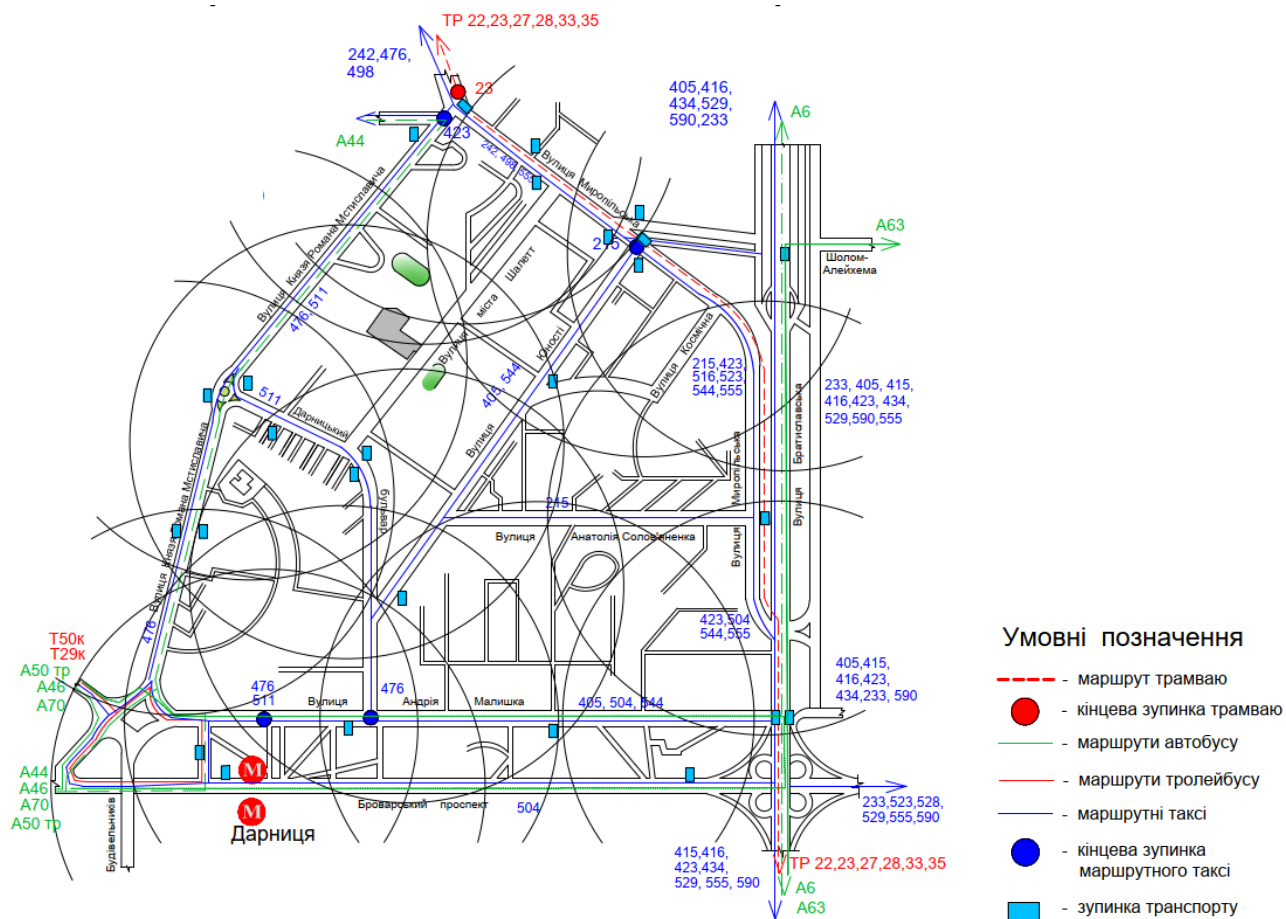 ТР 22,23,27,28,33,35
242,476,
498
23
405,416,
434,529,
590,233
А6
423
А44
242, 498, 555
Вулиця Миропільська
Вулиця Князя Романа Мстиславича
215
А63
Шолом-
Алейхема
Вулиця міста Шалетт
476, 511
Юності
Вулиця Космічна
405, 544
Вулиця
215,423,
516,523,
544,555
233, 405, 415,
416,423, 434,
529,590,555
Братиславська
Вулиця
511
Дарницький
бульвар
Миропільська
Вулиця
Вулиця Князя Романа Мстиславича
215
Вулиця Анатолія Солов'яненка
476
423,504
544,555
Т50к
Т29к
А50 тр
А46
А70
476
511
Вулиця
476
Андрія
Малишка
405, 504, 544
405,415,
416,423,
434,233, 590
А44
А46
А70
А50 тр
М
М
Дарниця
Будівельників
Броварський проспект
504
233,523,528,
529,555,590
415,416,
423,434,
529, 555, 590
ТР 22,23,27,28,33,35
А6
А63
Умовні позначення
- маршрут трамваю
- кінцева зупинка трамваю
- маршрути автобусу
- маршрути тролейбусу
- маршрутні таксі
- кінцева зупинка
маршрутного таксі
- зупинка транспорту